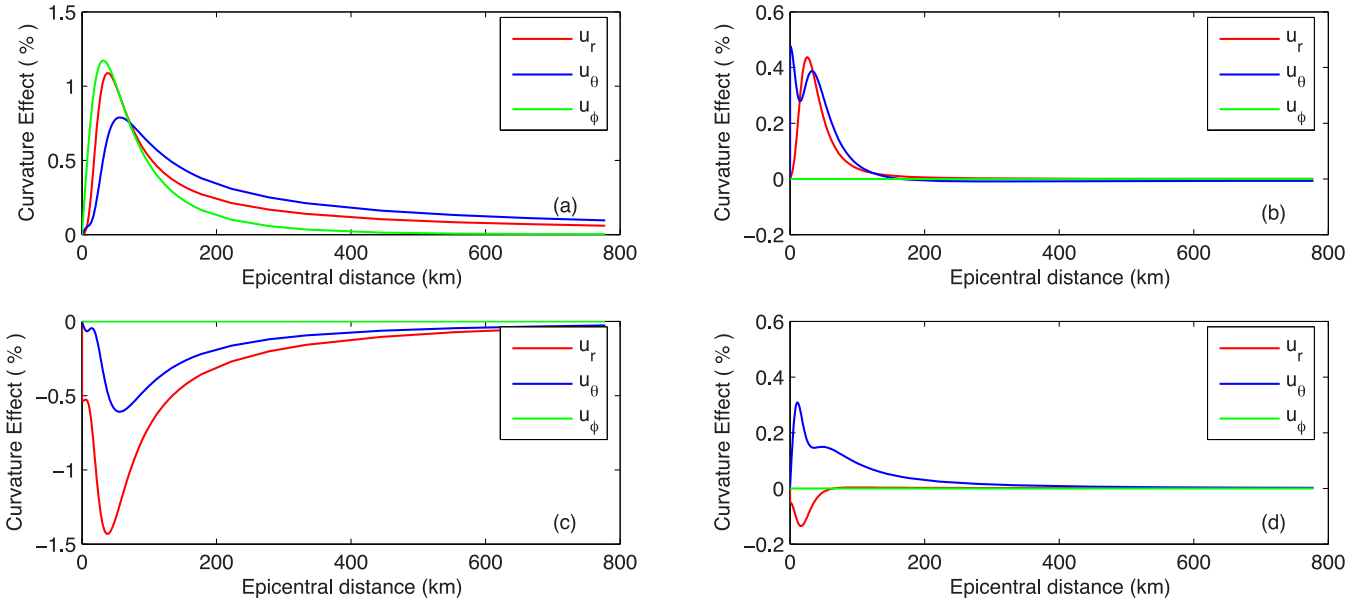 1.5
1
0.5
0
Curvature Effect ( % )
u_r
u_θ
u_ϕ
(a)
0 200 400 600 800
Epicentral distance (km)
0.6
0.4
0.2
0
−0.2
Curvature Effect ( % )
u_r
u_θ
u_ϕ
(b)
0 200 400 600 800
Epicentral distance (km)
0
−0.5
−1
−1.5
Curvature Effect ( % )
u_r
u_θ
u_ϕ
(c)
0 200 400 600 800
Epicentral distance (km)
0.6
0.4
0.2
0
−0.2
Curvature Effect ( % )
u_r
u_θ
u_ϕ
(d)
0 200 400 600 800
Epicentral distance (km)